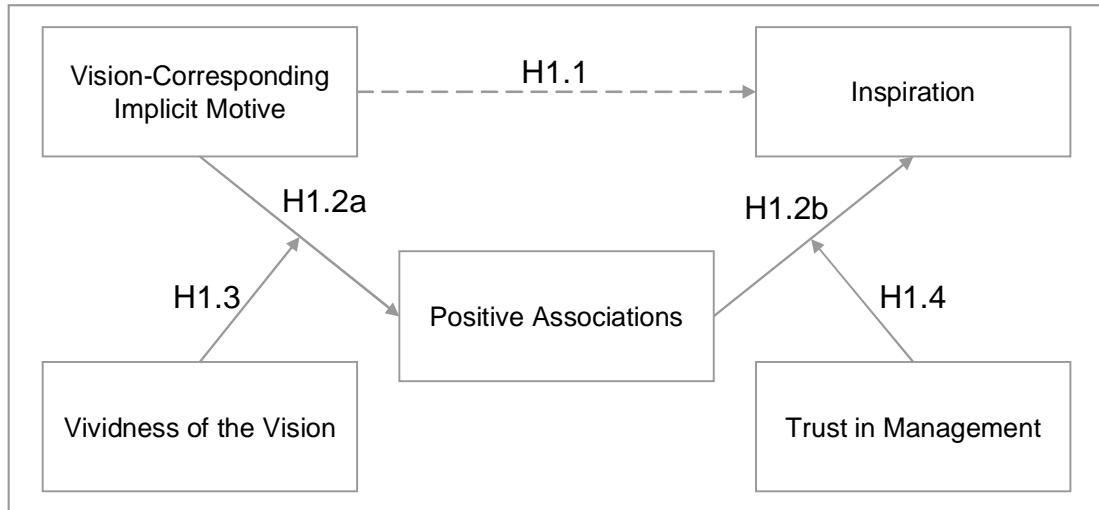 Vision-Corresponding
Implicit Motive
H1.1
Inspiration
H1.2a
H1.2b
H1.3
Positive Associations
H1.4
Vividness of the Vision
Trust in Management